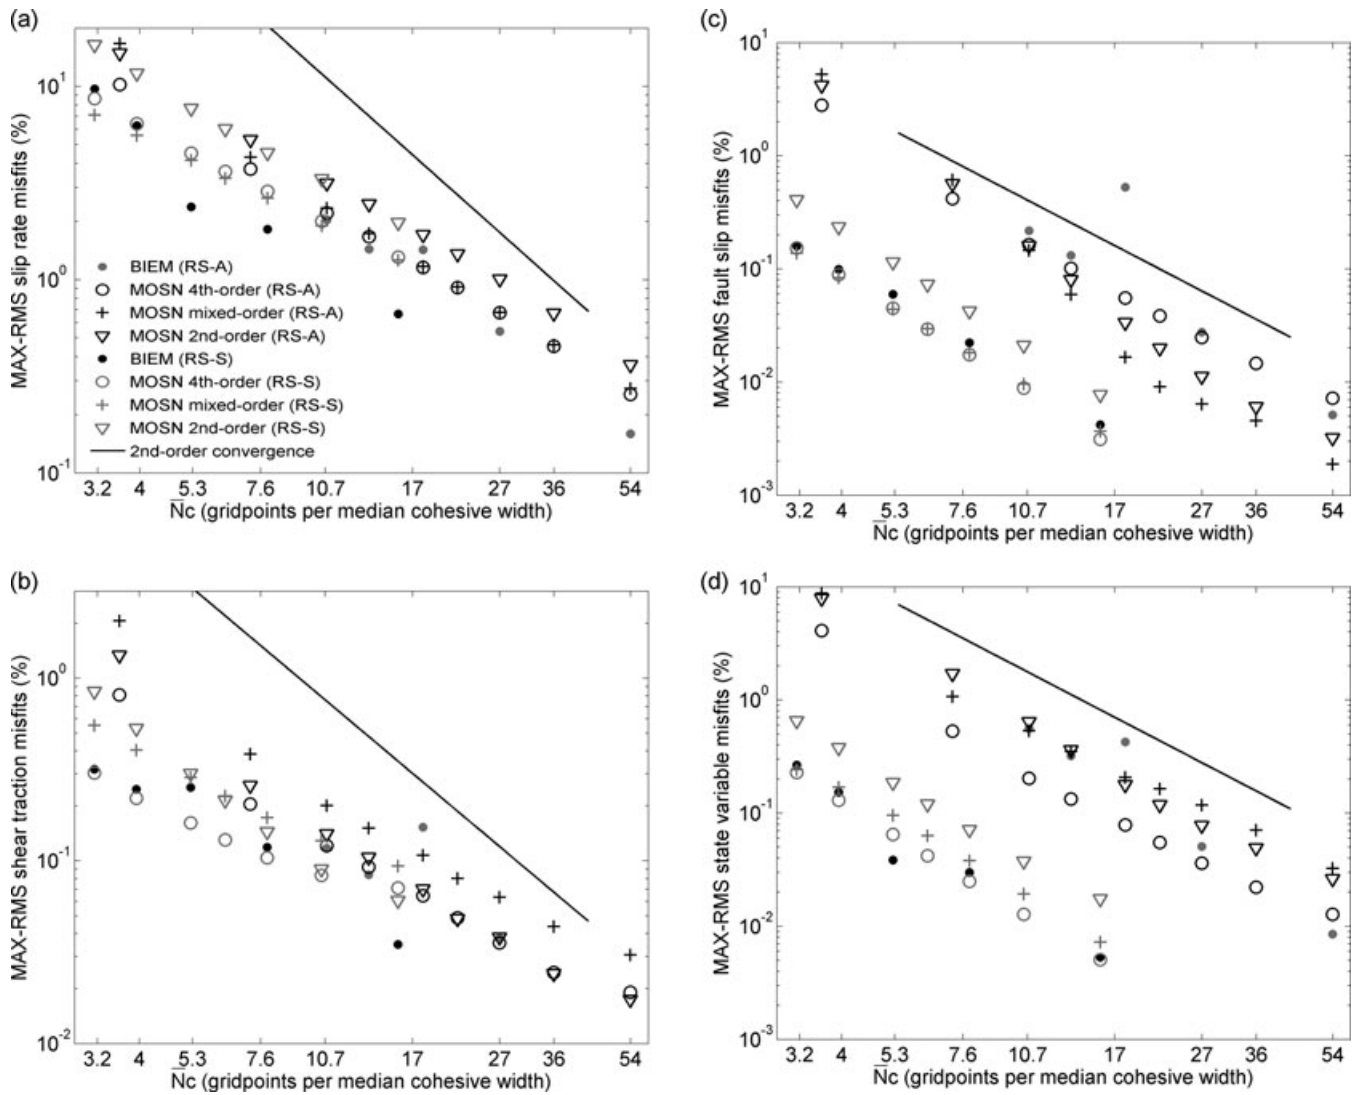 (a)
MAX-RMS slip rate misfits (%)
10^1
10^0
10^-1
BIEM (RS-A)
MOSN 4th-order (RS-A)
MOSN mixed-order (RS-A)
MOSN 2nd-order (RS-A)
BIEM (RS-S)
MOSN 4th-order (RS-S)
MOSN mixed-order (RS-S)
MOSN 2nd-order (RS-S)
2nd-order convergence
3.2 4 5.3 7.6 10.7 17 27 36 54
N̅c (gridpoints per median cohesive width)
(b)
MAX-RMS shear traction misfits (%)
10^0
10^-1
10^-2
3.2 4 5.3 7.6 10.7 17 27 36 54
N̅c (gridpoints per median cohesive width)
(c)
MAX-RMS fault slip misfits (%)
10^1
10^0
10^-1
10^-2
10^-3
3.2 4 5.3 7.6 10.7 17 27 36 54
N̅c (gridpoints per median cohesive width)
(d)
MAX-RMS state variable misfits (%)
10^1
10^0
10^-1
10^-2
10^-3
3.2 4 5.3 7.6 10.7 17 27 36 54
N̅c (gridpoints per median cohesive width)